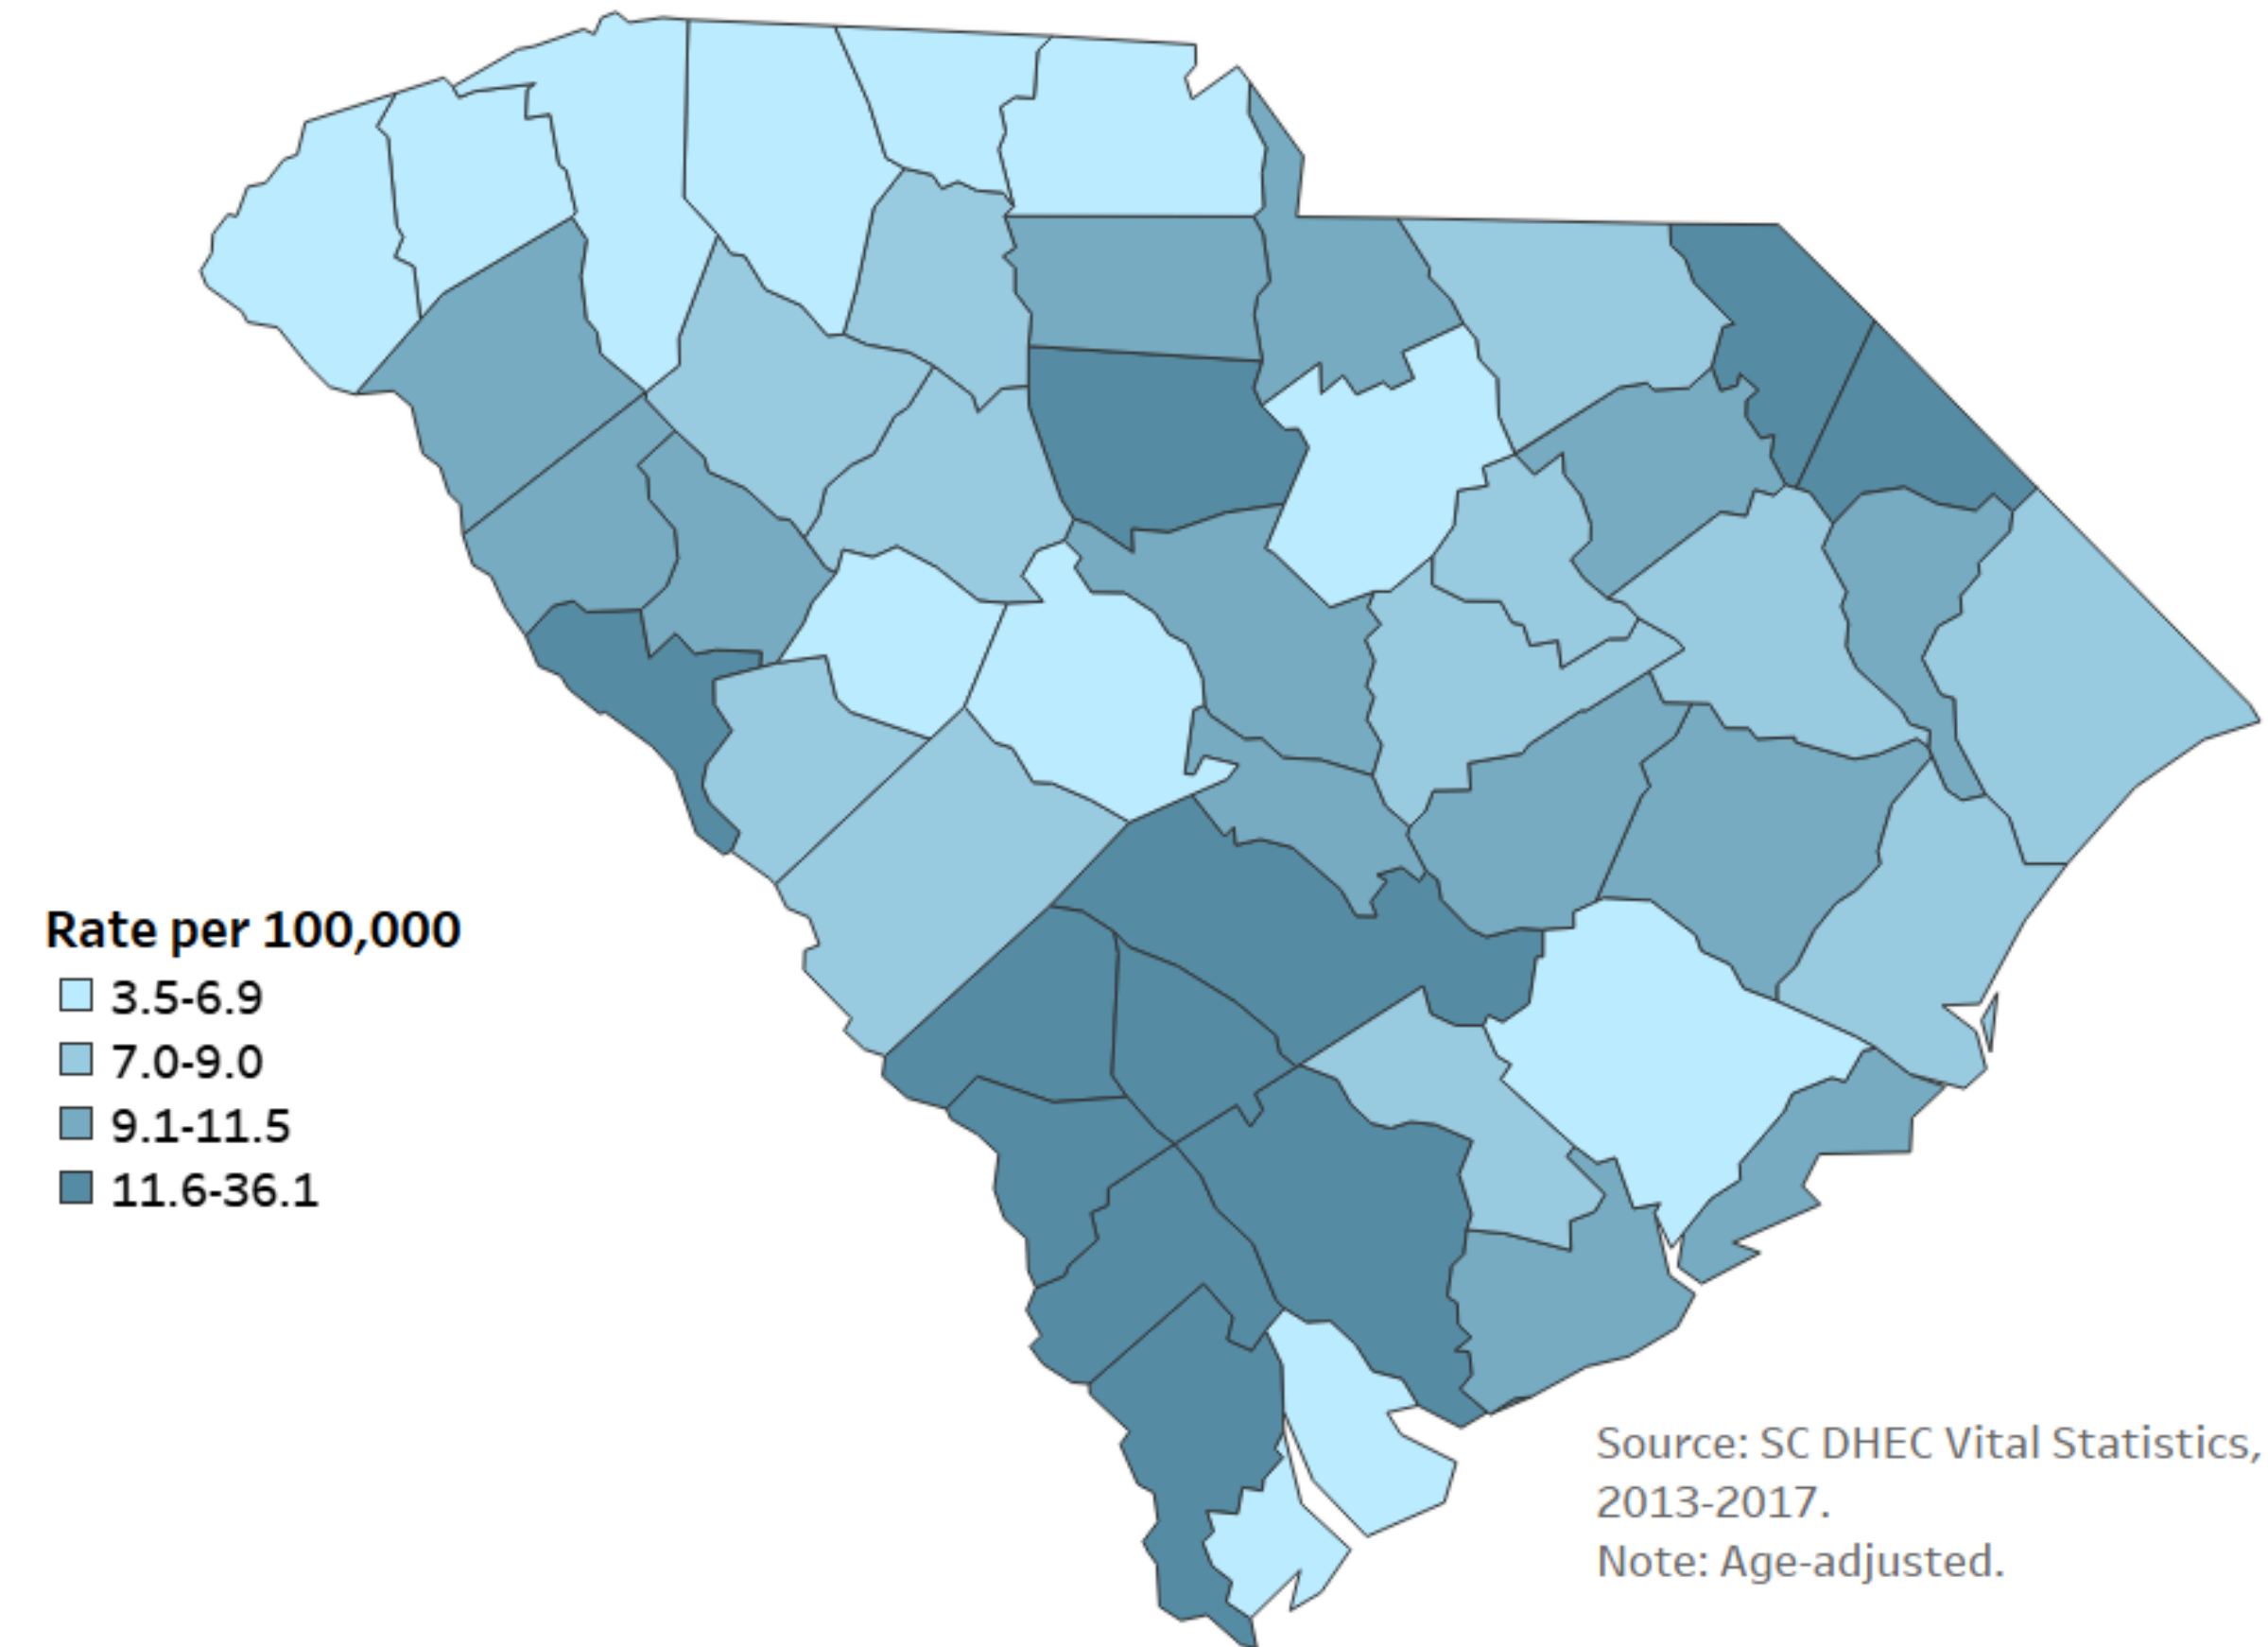 Rate per 100,000
3.5-6.9
7.0-9.0
9.1-11.5
11.6-36.1
Source: SC DHEC Vital Statistics,
2013-2017.
Note: Age-adjusted.